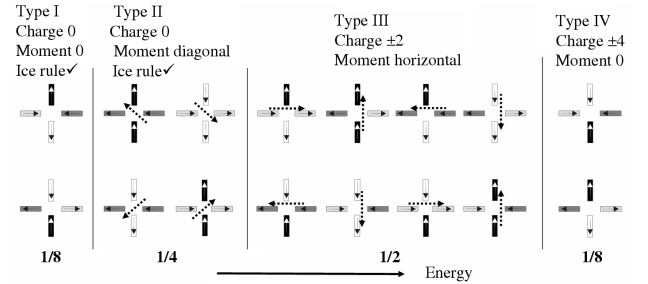 Type I
Charge 0
Moment 0
Ice rule✓
Type II
Charge 0
Moment diagonal
Ice rule✓
Type III
Charge ±2
Moment horizontal
Type IV
Charge ±4
Moment 0
1/8
1/4
1/2
1/8
Energy